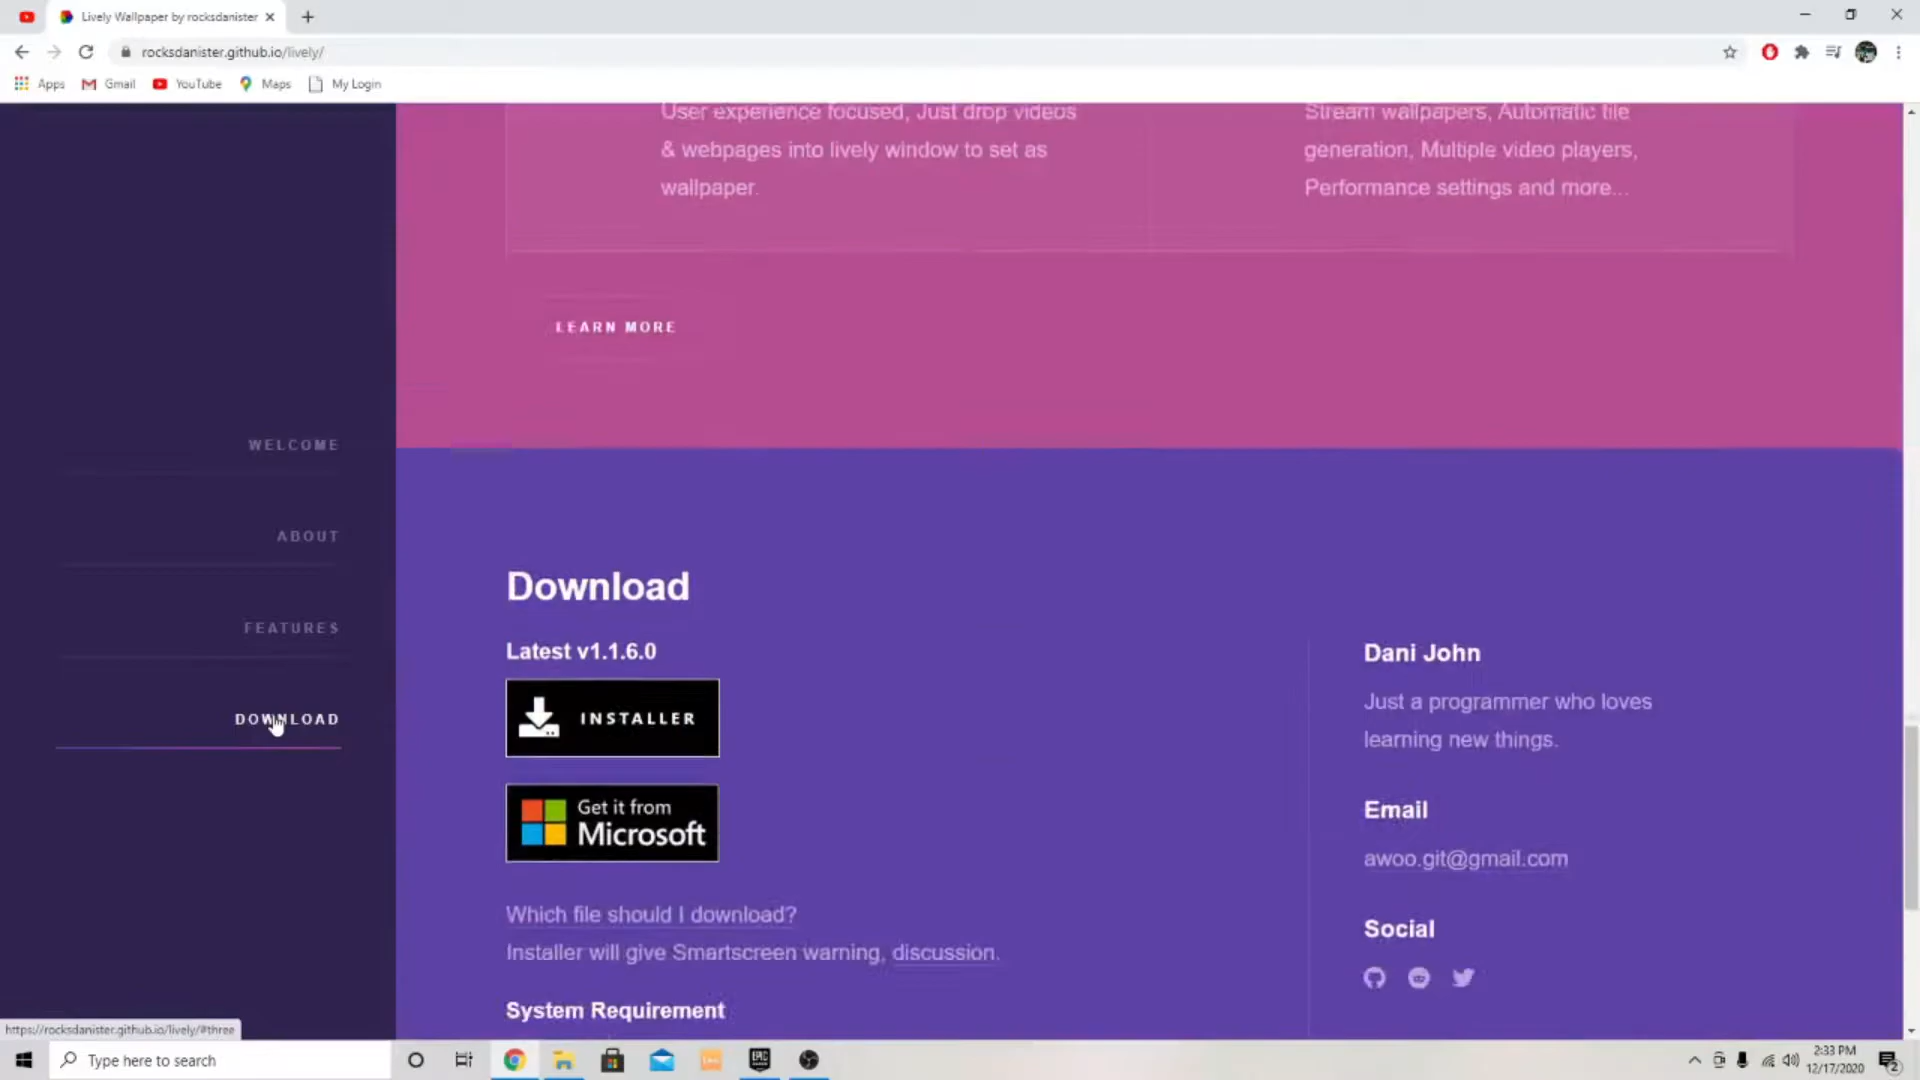 Lively Wallpaper by rocksdanister
rocksdanister.github.io/lively/
Apps
Gmail
YouTube
Maps
My Login
User experience focused, Just drop videos
& webpages into lively window to set as
wallpaper.
Stream wallpapers, Automatic tile
generation, Multiple video players,
Performance settings and more...
LEARN MORE
WELCOME
ABOUT
FEATURES
DOWNLOAD
Download
Latest v1.1.6.0
INSTALLER
Get it from
Microsoft
Which file should I download?
Installer will give Smartscreen warning, discussion.
System Requirement
Dani John
Just a programmer who loves
learning new things.
Email
awoo.git@gmail.com
Social
https://rocksdanister.github.io/lively/#three
Type here to search
EPIC
2:33 PM
12/17/2020
2